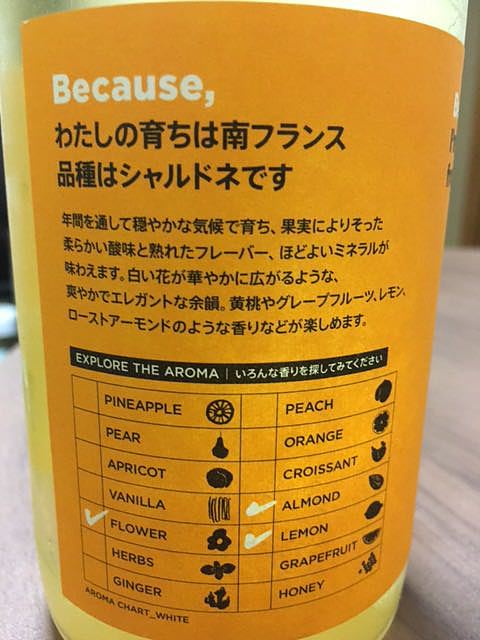 Because,
わたしの育ちは南フランス
品種はシャルドネです
年間を通して穏やかな気候で育ち、果実によりそった
柔らかい酸味と熟れたフレーバー、ほどよいミネラルが
味わえます。白い花が華やかに広がるような、
爽やかでエレガントな余韻。黄桃やグレープフルーツ、レモン、
ローストアーモンドのような香りなどが楽しめます。
EXPLORE THE AROMA | いろんな香りを探してみてください
PINEAPPLE PEACH
PEAR ORANGE
APRICOT CROISSANT
VANILLA ALMOND
FLOWER LEMON
HERBS GRAPEFRUIT
GINGER HONEY
AROMA CHART_WHITE